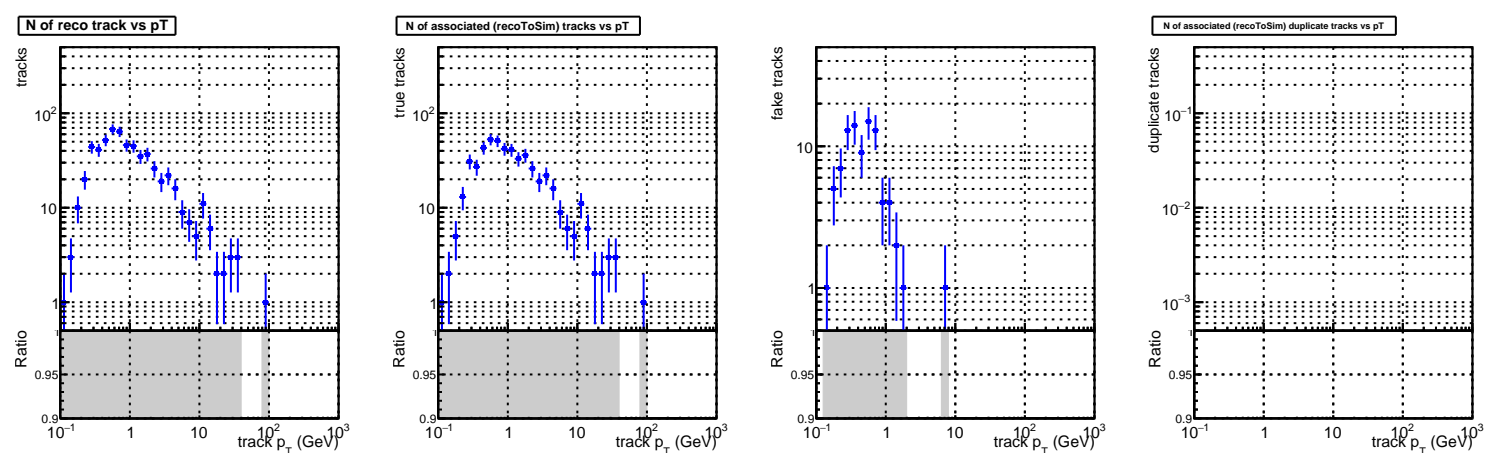 N of reco track vs pT
tracks
10²
10
1
Ratio
1
0.95
0.9
10⁻¹ 1 10 10² 10³
track p_T (GeV)
N of associated (recoToSim) tracks vs pT
true tracks
10²
10
1
Ratio
1
0.95
0.9
10⁻¹ 1 10 10² 10³
track p_T (GeV)
fake tracks
10
1
Ratio
1
0.95
0.9
10⁻¹ 1 10 10² 10³
track p_T (GeV)
N of associated (recoToSim) duplicate tracks vs pT
duplicate tracks
10⁻¹
10⁻²
10⁻³
Ratio
1
0.95
0.9
10⁻¹ 1 10 10² 10³
track p_T (GeV)